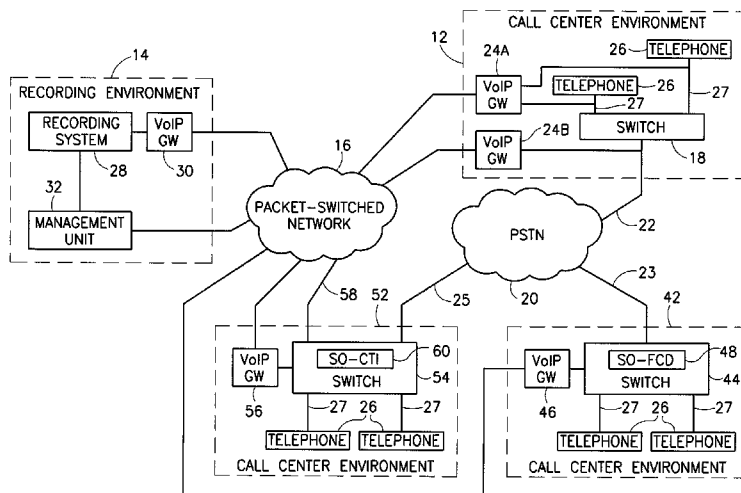 CALL CENTER ENVIRONMENT
12
24A
26
TELEPHONE
14
VoIP
GW
TELEPHONE
26
27
27
RECORDING ENVIRONMENT
RECORDING
SYSTEM
VoIP
GW
28
30
16
24B
VoIP
GW
SWITCH
18
32
MANAGEMENT
UNIT
PACKET-SWITCHED
NETWORK
PSTN
22
20
23
25
58
52
42
VoIP
GW
56
SO-CTI
60
SWITCH
54
27
27
26
TELEPHONE
TELEPHONE
CALL CENTER ENVIRONMENT
VoIP
GW
46
SO-FCD
48
SWITCH
44
27
27
26
TELEPHONE
TELEPHONE
CALL CENTER ENVIRONMENT